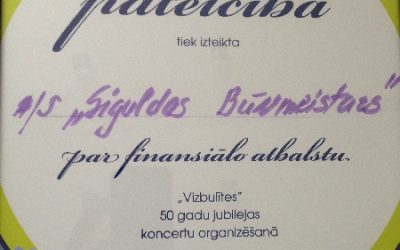 pateicība
tiek izteikta
a/s „Siguldas Būvmeistars"
par finansiālo atbalstu.
„Vizbulītes"
50 gadu jubilejas
koncertu organizēšanā